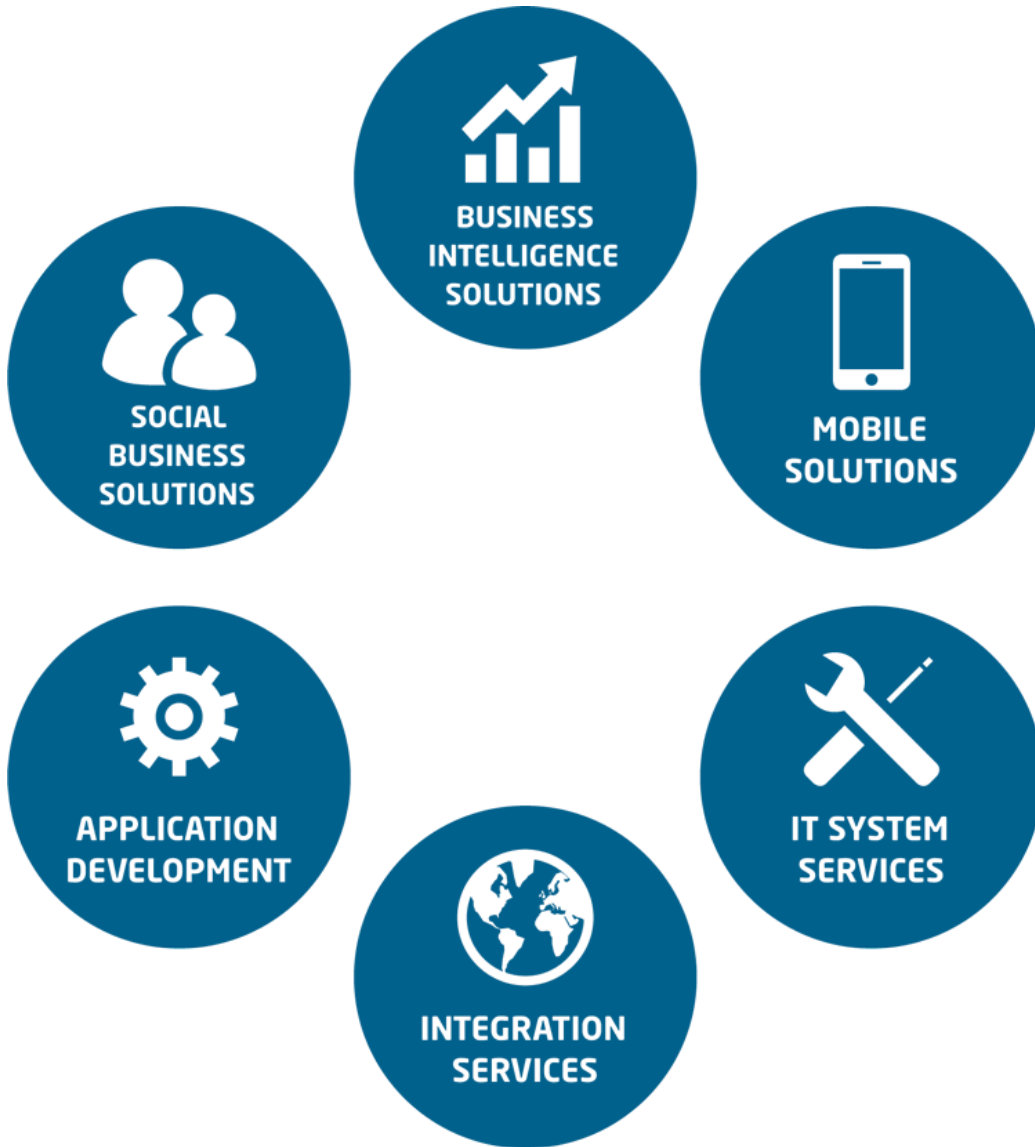 BUSINESS
INTELLIGENCE
SOLUTIONS
SOCIAL
BUSINESS
SOLUTIONS
MOBILE
SOLUTIONS
APPLICATION
DEVELOPMENT
IT SYSTEM
SERVICES
INTEGRATION
SERVICES